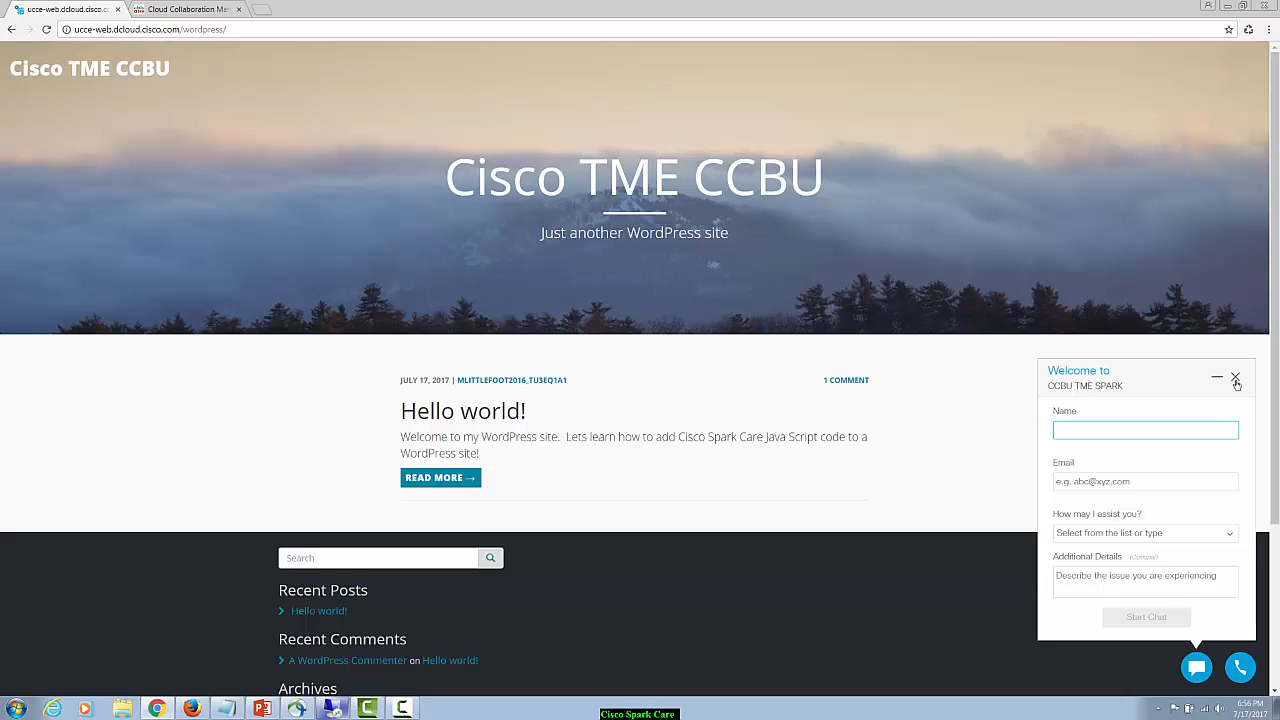 ucce-web.dcloud.cisco.co
Cloud Collaboration Man
ucce-web.dcloud.cisco.com/wordpress/
Cisco TME CCBU
Cisco TME CCBU
Just another WordPress site
JULY 17, 2017 | MLITTLEFOOT2016_TU3EQ1A1
1 COMMENT
Hello world!
Welcome to my WordPress site. Lets learn how to add Cisco Spark Care Java Script code to a
WordPress site!
READ MORE →
Search
Recent Posts
Hello world!
Recent Comments
A WordPress Commenter on Hello world!
Archives
Welcome to
CCBU TME SPARK
Name
Email
e.g. abc@xyz.com
How may I assist you?
Select from the list or type
Additional Details (Optional)
Describe the issue you are experiencing
Start Chat
Cisco Spark Care
6:56 PM
7/17/2017